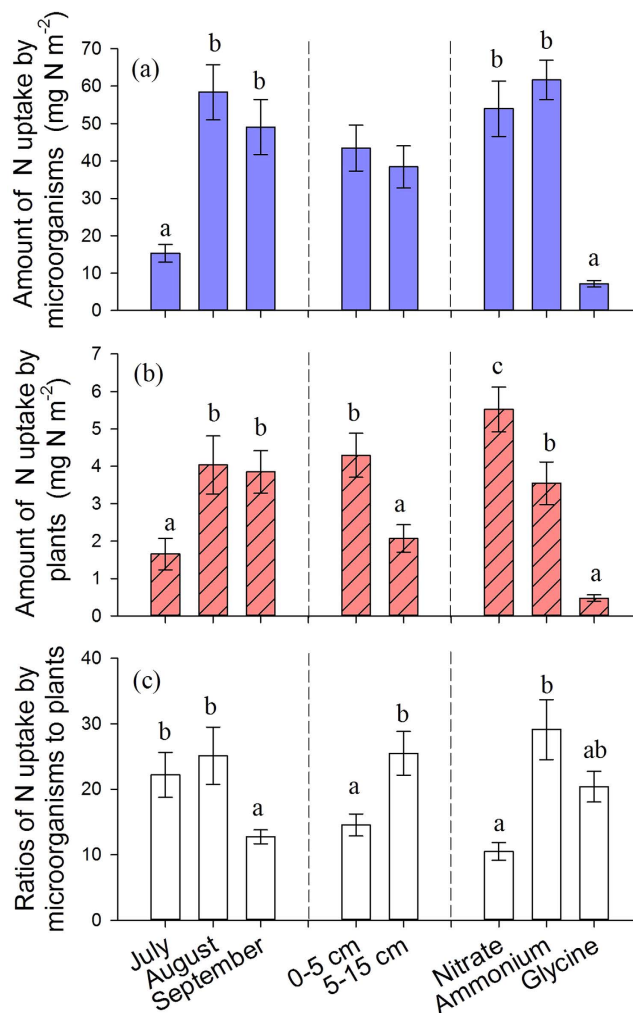 Amount of N uptake by
microorganisms (mg N m-2)
(a)
70
60
50
40
30
20
10
0
a
b
b
b
b
a
Amount of N uptake by
plants (mg N m-2)
(b)
7
6
5
4
3
2
1
0
a
b
b
b
a
c
b
a
Ratios of N uptake by
microorganisms to plants
(c)
40
30
20
10
0
b
b
a
a
b
a
b
ab
July
August
September
0-5 cm
5-15 cm
Nitrate
Ammonium
Glycine